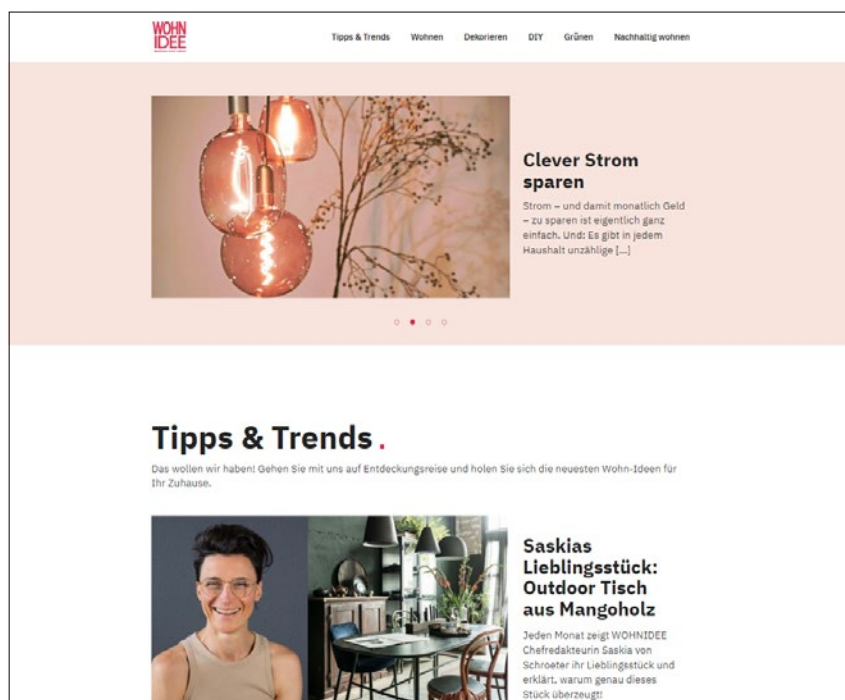 WOHN
IDEE
Tipps & Trends Wohnen Dekorieren DIY Grünen Nachhaltig wohnen
Clever Strom
sparen
Strom – und damit monatlich Geld
– zu sparen ist eigentlich ganz
einfach. Und: Es gibt in jedem
Haushalt unzählige [...]
Tipps & Trends.
Das wollen wir haben! Gehen Sie mit uns auf Entdeckungsreise und holen Sie sich die neuesten Wohn-Ideen für
Ihr Zuhause.
Saskias
Lieblingsstück:
Outdoor Tisch
aus Mangoholz
Jeden Monat zeigt WOHNIDEE
Chefredakteurin Saskia von
Schroeter ihr Lieblingsstück und
erklärt, warum genau dieses
Stück überzeugt!